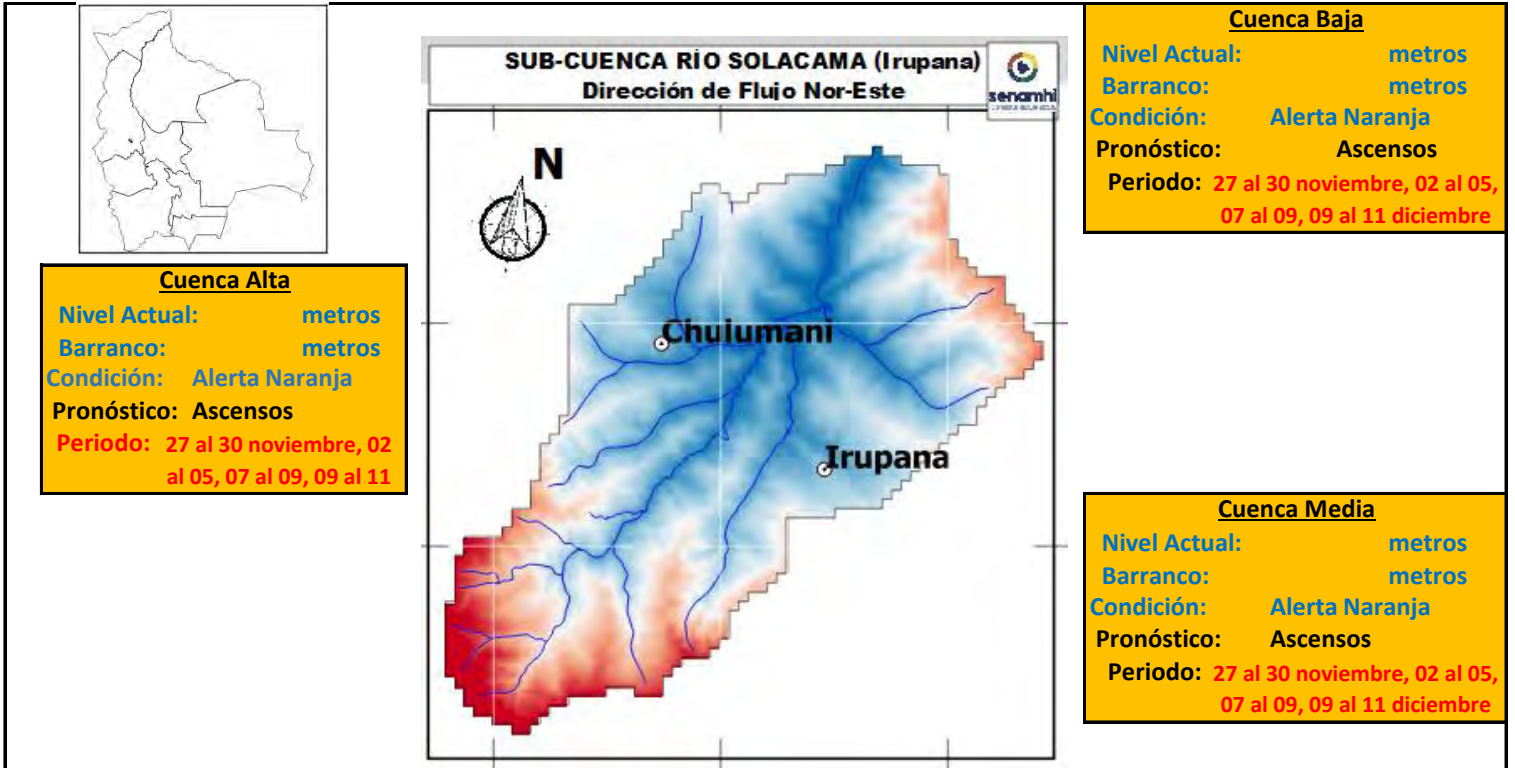 SUB-CUENCA RÍO SOLACAMA (Irupana)
Dirección de Flujo Nor-Este
senamhi
N
Chulumani
Irupana
Cuenca Alta
Nivel Actual: metros
Barranco: metros
Condición: Alerta Naranja
Pronóstico: Ascensos
Periodo: 27 al 30 noviembre, 02
al 05, 07 al 09, 09 al 11
Cuenca Baja
Nivel Actual: metros
Barranco: metros
Condición: Alerta Naranja
Pronóstico: Ascensos
Periodo: 27 al 30 noviembre, 02 al 05,
07 al 09, 09 al 11 diciembre
Cuenca Media
Nivel Actual: metros
Barranco: metros
Condición: Alerta Naranja
Pronóstico: Ascensos
Periodo: 27 al 30 noviembre, 02 al 05,
07 al 09, 09 al 11 diciembre